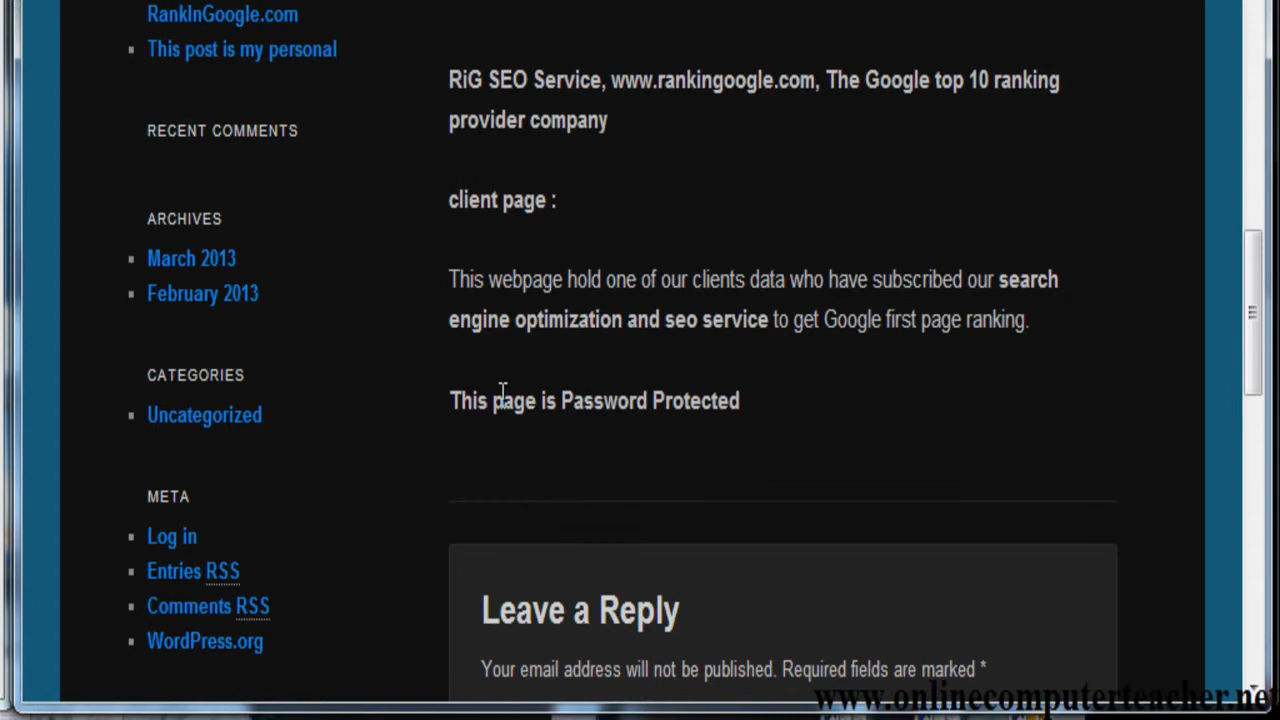 RankInGoogle.com
This post is my personal
RECENT COMMENTS
ARCHIVES
March 2013
February 2013
CATEGORIES
Uncategorized
META
Log in
Entries RSS
Comments RSS
WordPress.org
RiG SEO Service, www.rankingoogle.com, The Google top 10 ranking
provider company
client page :
This webpage hold one of our clients data who have subscribed our search
engine optimization and seo service to get Google first page ranking.
This page is Password Protected
Leave a Reply
Your email address will not be published. Required fields are marked *
www.onlinecomputerteacher.net